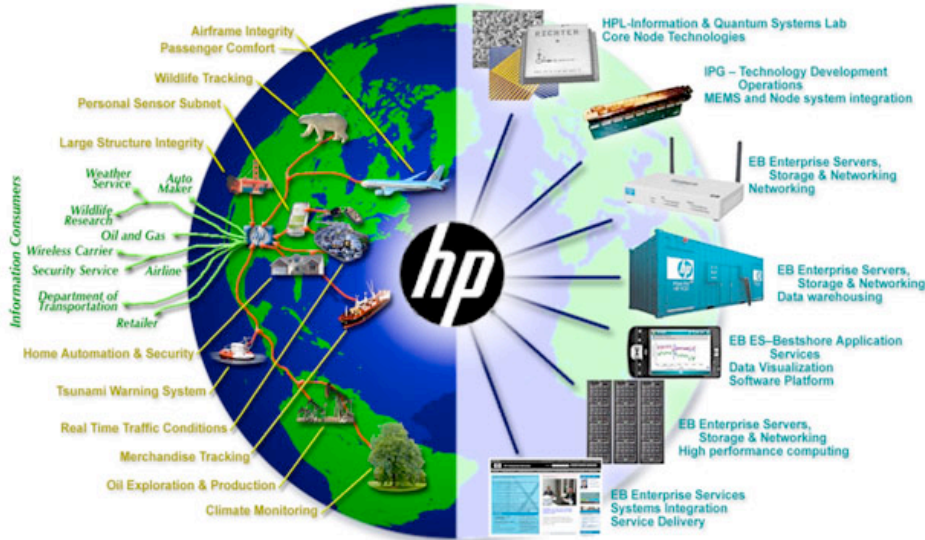 Airframe Integrity
Passenger Comfort
Wildlife Tracking
Personal Sensor Subnet
Large Structure Integrity
Information Consumers
Weather
Service
Auto
Maker
Wildlife
Research
Oil and Gas
Wireless Carrier
Security Service
Airline
Department of
Transportation
Retailer
Home Automation & Security
Tsunami Warning System
Real Time Traffic Conditions
Merchandise Tracking
Oil Exploration & Production
Climate Monitoring
hp
RICHTER
HPL-Information & Quantum Systems Lab
Core Node Technologies
IPG – Technology Development
Operations
MEMS and Node system integration
EB Enterprise Servers,
Storage & Networking
Networking
hp
EB Enterprise Servers,
Storage & Networking
Data warehousing
EB ES–Bestshore Application
Services
Data Visualization
Software Platform
EB Enterprise Servers,
Storage & Networking
High performance computing
EB Enterprise Services
Systems Integration
Service Delivery